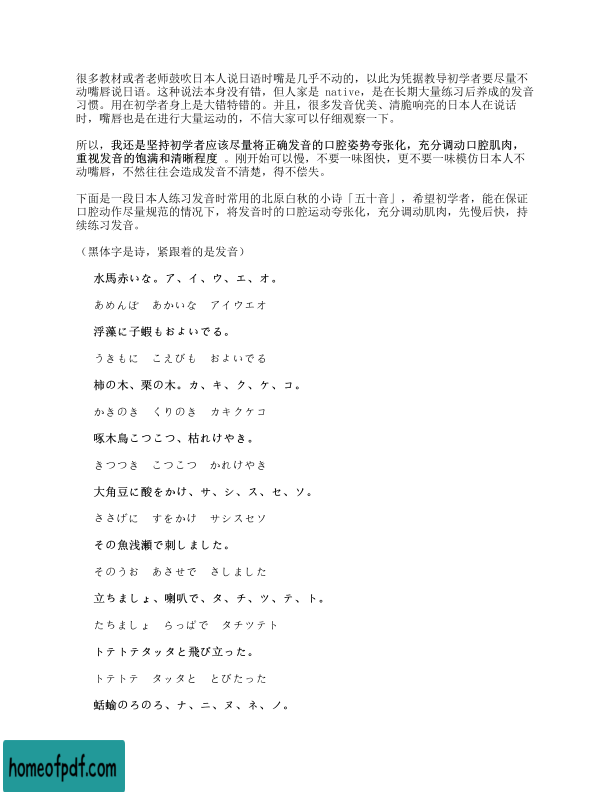 很多教材或者老师鼓吹日本人说日语时嘴是几乎不动的，以此为凭据教导初学者要尽量不
动嘴唇说日语。这种说法本身没有错，但人家是 native，是在长期大量练习后养成的发音
习惯。用在初学者身上是大错特错的。并且，很多发音优美、清脆响亮的日本人在说话
时，嘴唇也是在进行大量运动的，不信大家可以仔细观察一下。
所以，我还是坚持初学者应该尽量将正确发音的口腔姿势夸张化，充分调动口腔肌肉，
重视发音的饱满和清晰程度 。刚开始可以慢，不要一味图快，更不要一味模仿日本人不
动嘴唇，不然往往会造成发音不清楚，得不偿失。
下面是一段日本人练习发音时常用的北原白秋的小诗「五十音」，希望初学者，能在保证
口腔动作尽量规范的情况下，将发音时的口腔运动夸张化，充分调动肌肉，先慢后快，持
续练习发音。
（黑体字是诗，紧跟着的是发音）
水馬赤いな。ア、イ、ウ、エ、オ。
あめんぼ　あかいな　アイウエオ
浮藻に子蝦もおよいでる。
うきもに　こえびも　およいでる
柿の木、栗の木。カ、キ、ク、ケ、コ。
かきのき　くりのき　カキクケコ
啄木鳥こつこつ、枯れけやき。
きつつき　こつこつ　かれけやき
大角豆に酸をかけ、サ、シ、ス、セ、ソ。
ささげに　すをかけ　サシスセソ
その魚浅瀬で刺しました。
そのうお　あさせで　さしました
立ちましょ、喇叭で、タ、チ、ツ、テ、ト。
たちましょ　らっぱで　タチツテト
トテトテタッタと飛び立った。
トテトテ　タッタと　とびたった
蛞蝓のろのろ、ナ、ニ、ヌ、ネ、ノ。
homeofpdf.com